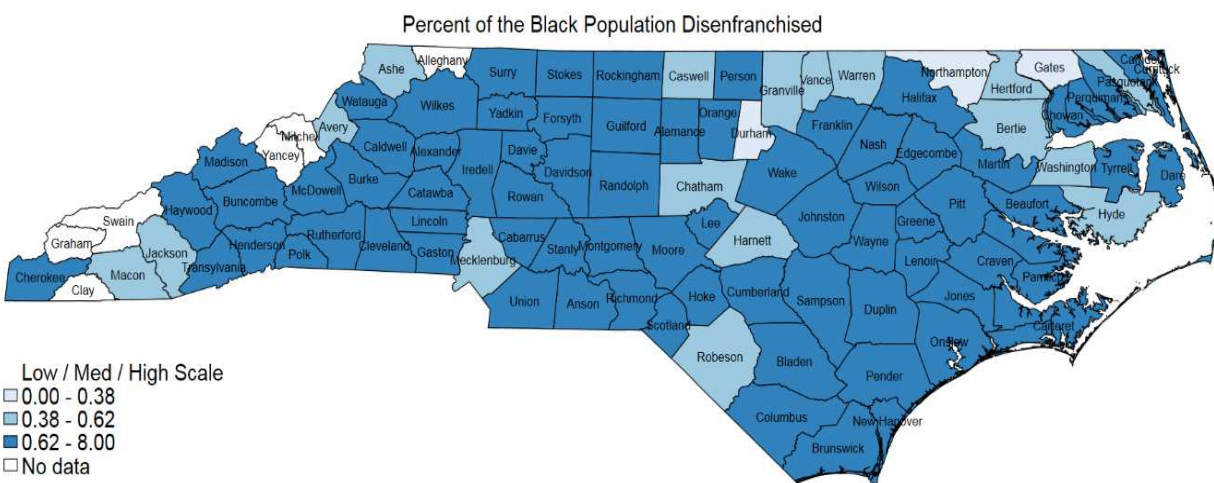 Percent of the Black Population Disenfranchised
Alleghany
Ashe
Surry
Stokes
Rockingham
Caswell
Person
Granville
Vance
Warren
Northampton
Gates
Hertford
Halifax
Camden
Currituck
Pasquotank
Perquimans
Chowan
Bertie
Watauga
Wilkes
Yadkin
Forsyth
Guilford
Alamance
Orange
Durham
Franklin
Nash
Edgecombe
Martin
Washington
Tyrrell
Dare
Avery
Mitchel
Yancey
Madison
Caldwell
Alexander
Iredell
Davie
Davidson
Randolph
Chatham
Wake
Wilson
Pitt
Beaufort
Hyde
Buncombe
McDowell
Burke
Catawba
Rowan
Haywood
Swain
Graham
Lincoln
Lee
Johnston
Greene
Wayne
Lenoir
Craven
Pamlico
Jackson
Henderson
Rutherford
Polk
Cleveland
Gaston
Mecklenburg
Cabarrus
Stanly
Montgomery
Moore
Harnett
Cherokee
Macon
Clay
Transylvania
Union
Anson
Richmond
Scotland
Hoke
Cumberland
Sampson
Duplin
Jones
Carteret
Onslow
Robeson
Bladen
Pender
Columbus
New Hanover
Brunswick
Low / Med / High Scale
0.00 - 0.38
0.38 - 0.62
0.62 - 8.00
No data